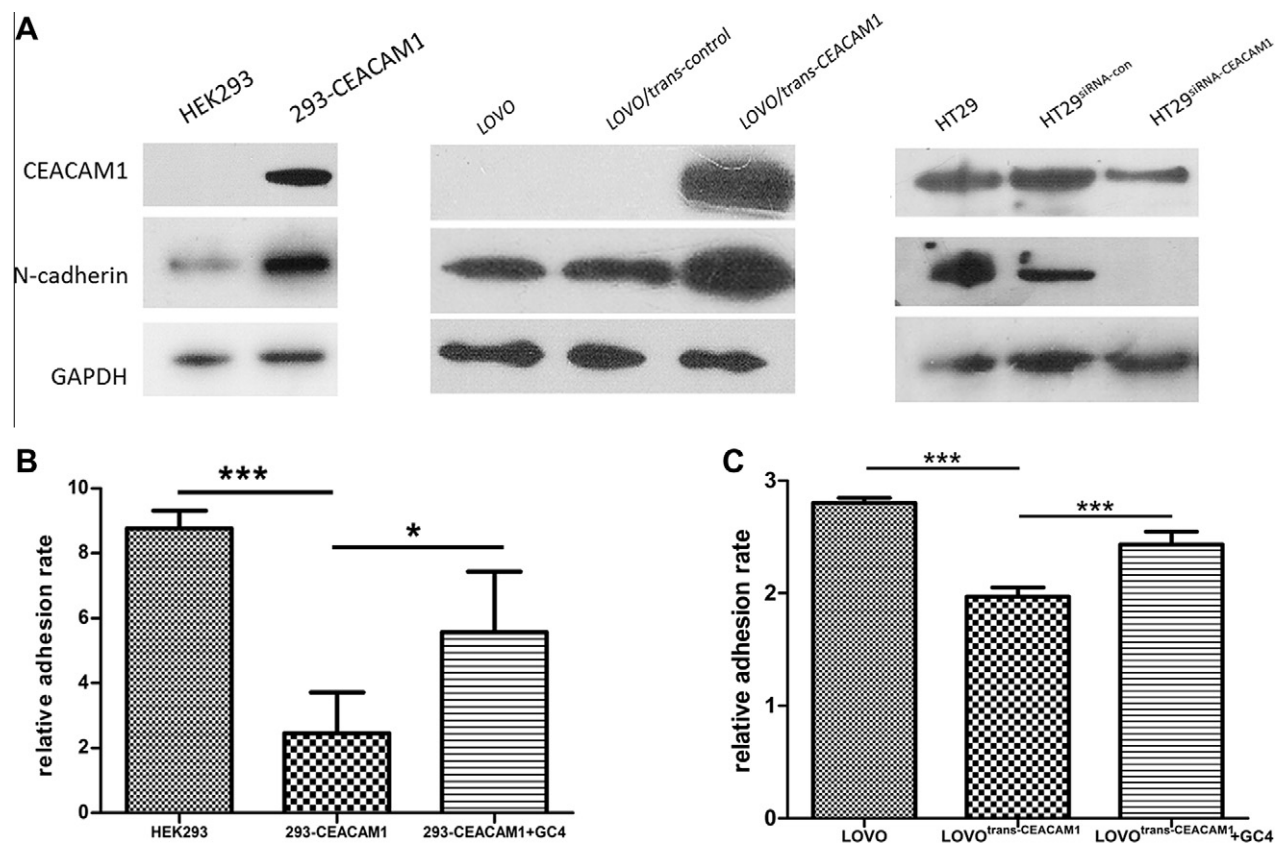 A
HEK293
293-CEACAM1
LOVO
LOVO/trans-control
LOVO/trans-CEACAM1
HT29
HT29siRNA-con
HT29siRNA-CEACAM1
CEACAM1
N-cadherin
GAPDH
B
***
*
relative adhesion rate
10
8
6
4
2
0
HEK293
293-CEACAM1
293-CEACAM1+GC4
C
***
***
relative adhesion rate
3
2
1
0
LOVO
LOVOtrans-CEACAM1
LOVOtrans-CEACAM1+GC4